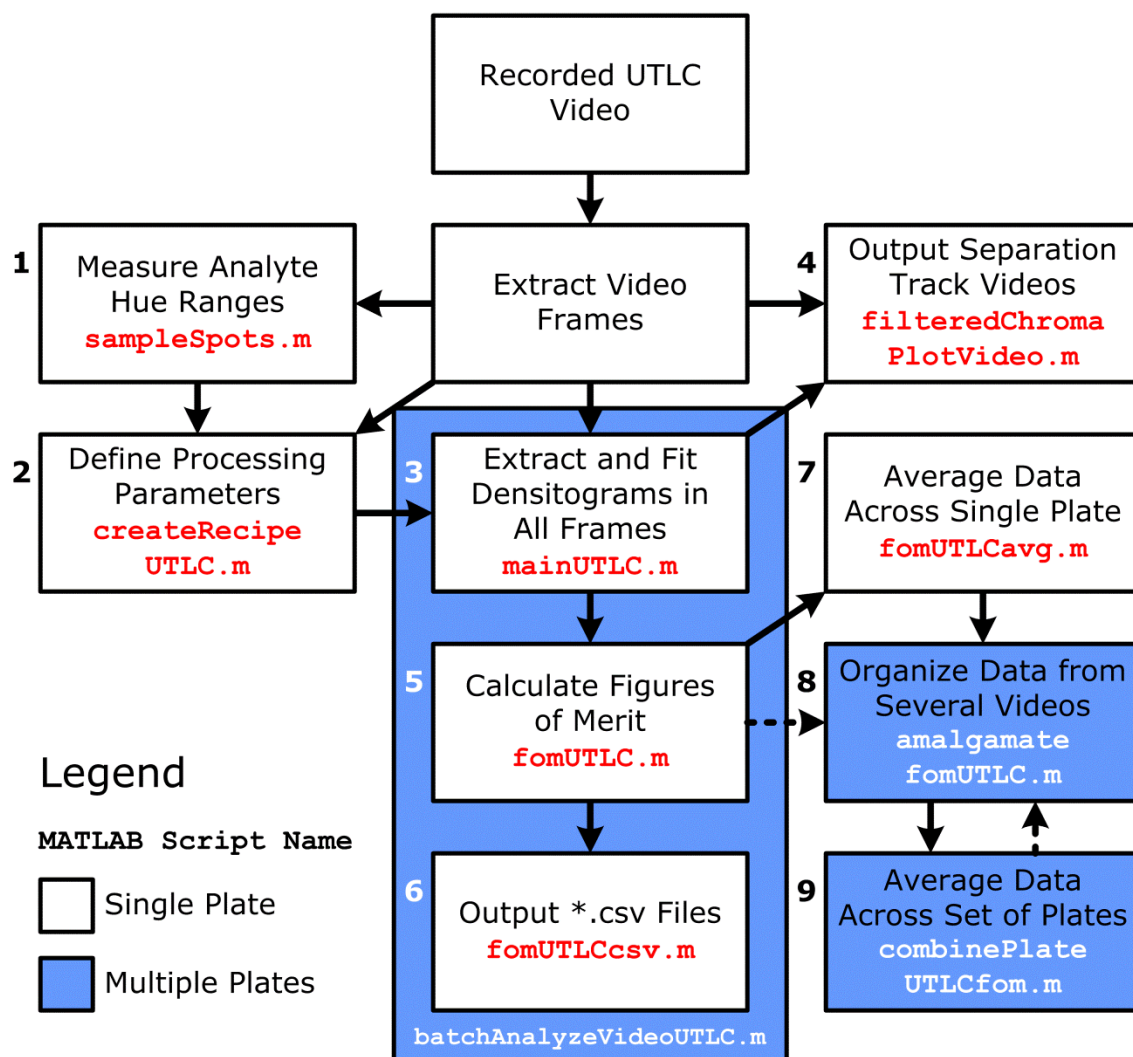 Recorded UTLC
Video
1
Measure Analyte
Hue Ranges
sampleSpots.m
Extract Video
Frames
4
Output Separation
Track Videos
filteredChroma
PlotVideo.m
2
Define Processing
Parameters
createRecipe
UTLC.m
3
Extract and Fit
Densitograms in
All Frames
mainUTLC.m
7
Average Data
Across Single Plate
fomUTLCavg.m
5
Calculate Figures
of Merit
fomUTLC.m
8
Organize Data from
Several Videos
amalgamate
fomUTLC.m
6
Output *.csv Files
fomUTLCcsv.m
9
Average Data
Across Set of Plates
combinePlate
UTLCfom.m
batchAnalyzeVideoUTLC.m
Legend
MATLAB Script Name
Single Plate
Multiple Plates